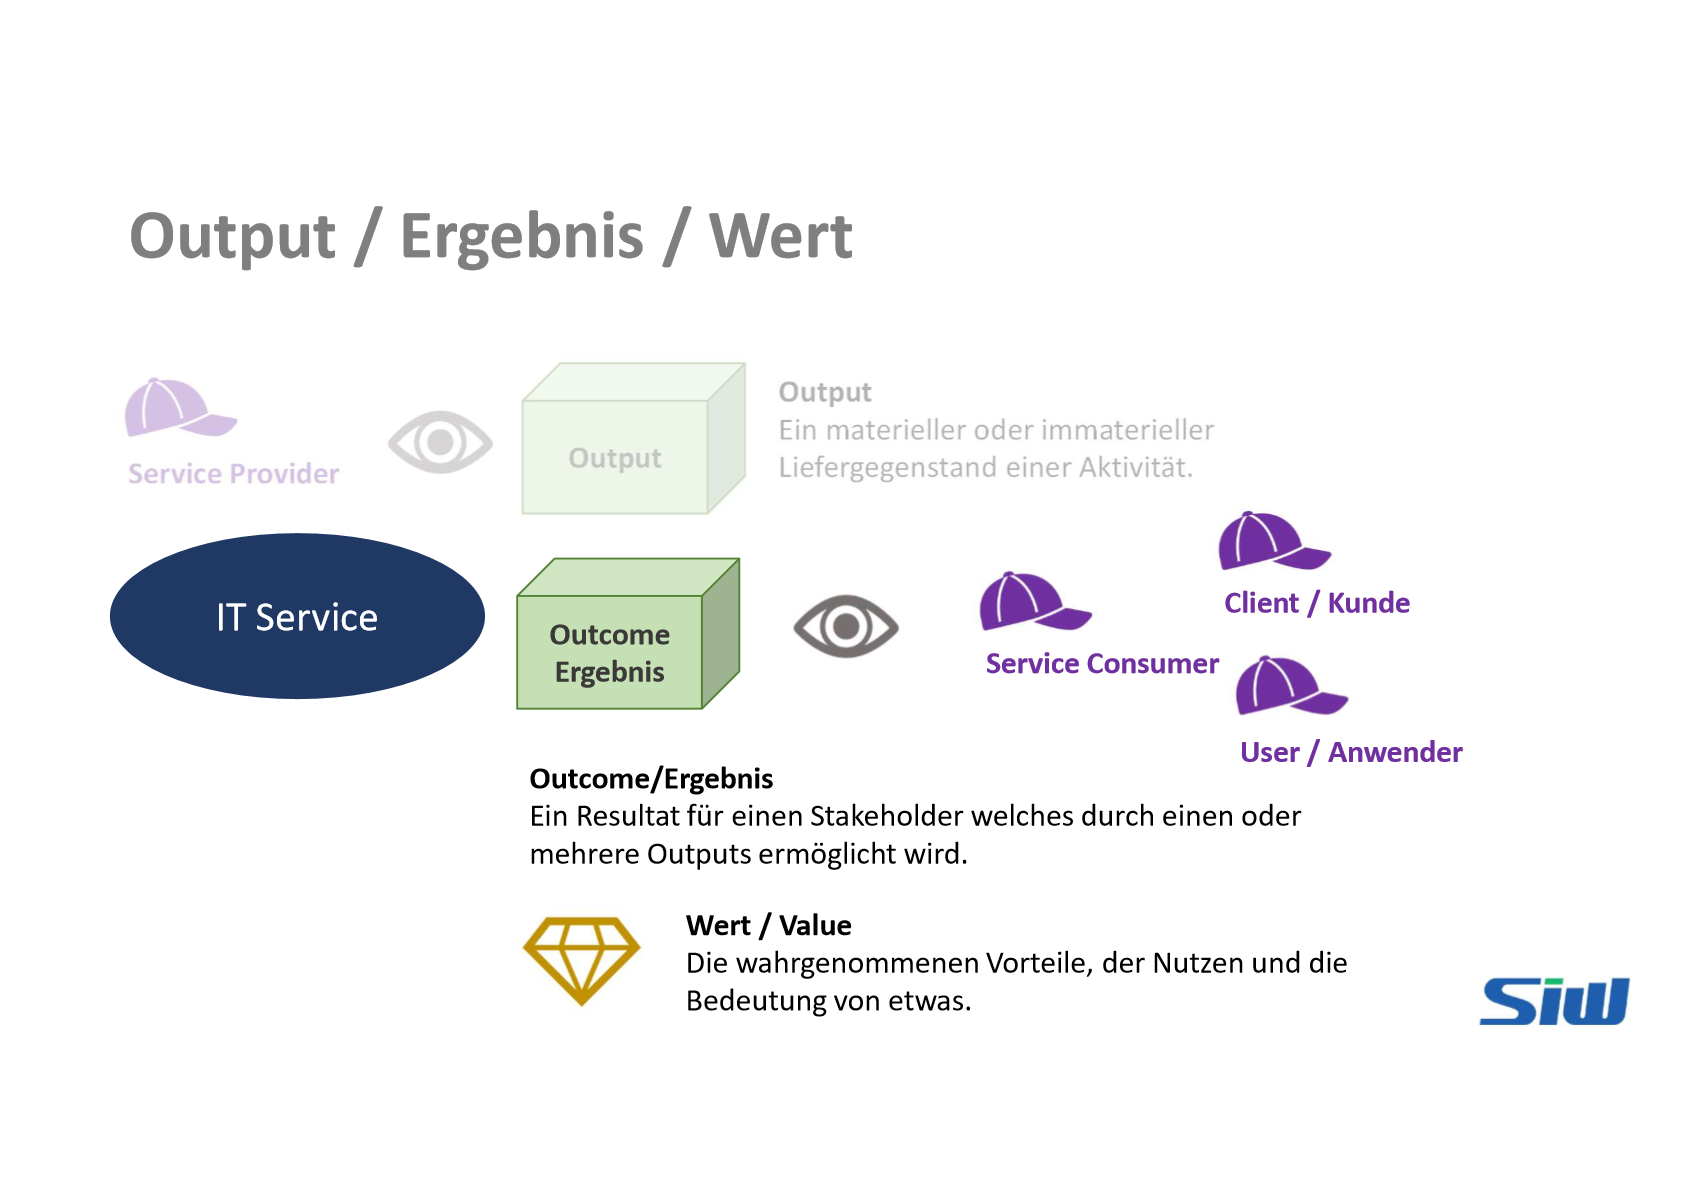 Output / Ergebnis / Wert
Service Provider
Output
Output
Ein materieller oder immaterieller
Liefergegenstand einer Aktivität.
IT Service
Outcome
Ergebnis
Service Consumer
Client / Kunde
User / Anwender
Outcome/Ergebnis
Ein Resultat für einen Stakeholder welches durch einen oder
mehrere Outputs ermöglicht wird.
Wert / Value
Die wahrgenommenen Vorteile, der Nutzen und die
Bedeutung von etwas.
Siw